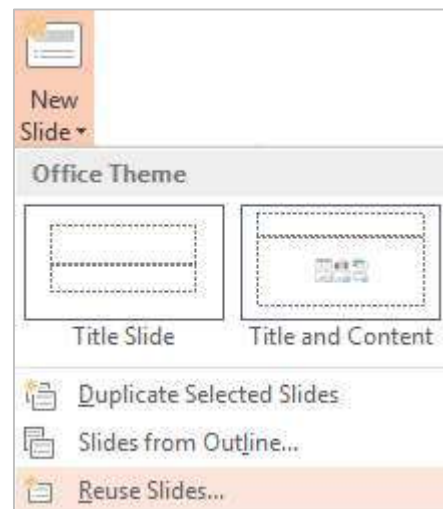 New
Slide
Office Theme
Title Slide
Title and Content
Duplicate Selected Slides
Slides from Outline...
Reuse Slides...